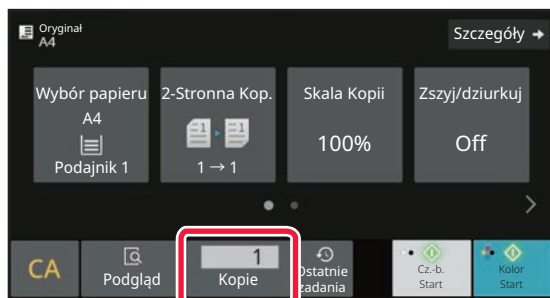 Oryginał
A4
Szczegóły
Wybór papieru
A4
Podajnik 1
2-Stronna Kop.
1 → 1
Skala Kopii
100%
Zszyj/dziurkuj
Off
CA
Podgląd
1
Kopie
Ostatnie
zadania
Cz.-b.
Start
Kolor
Start